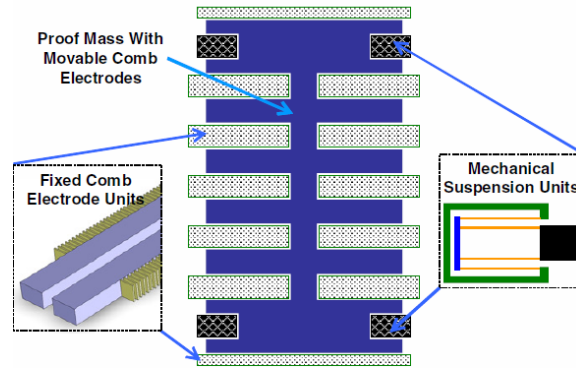 Proof Mass With
Movable Comb
Electrodes
Fixed Comb
Electrode Units
Mechanical
Suspension Units